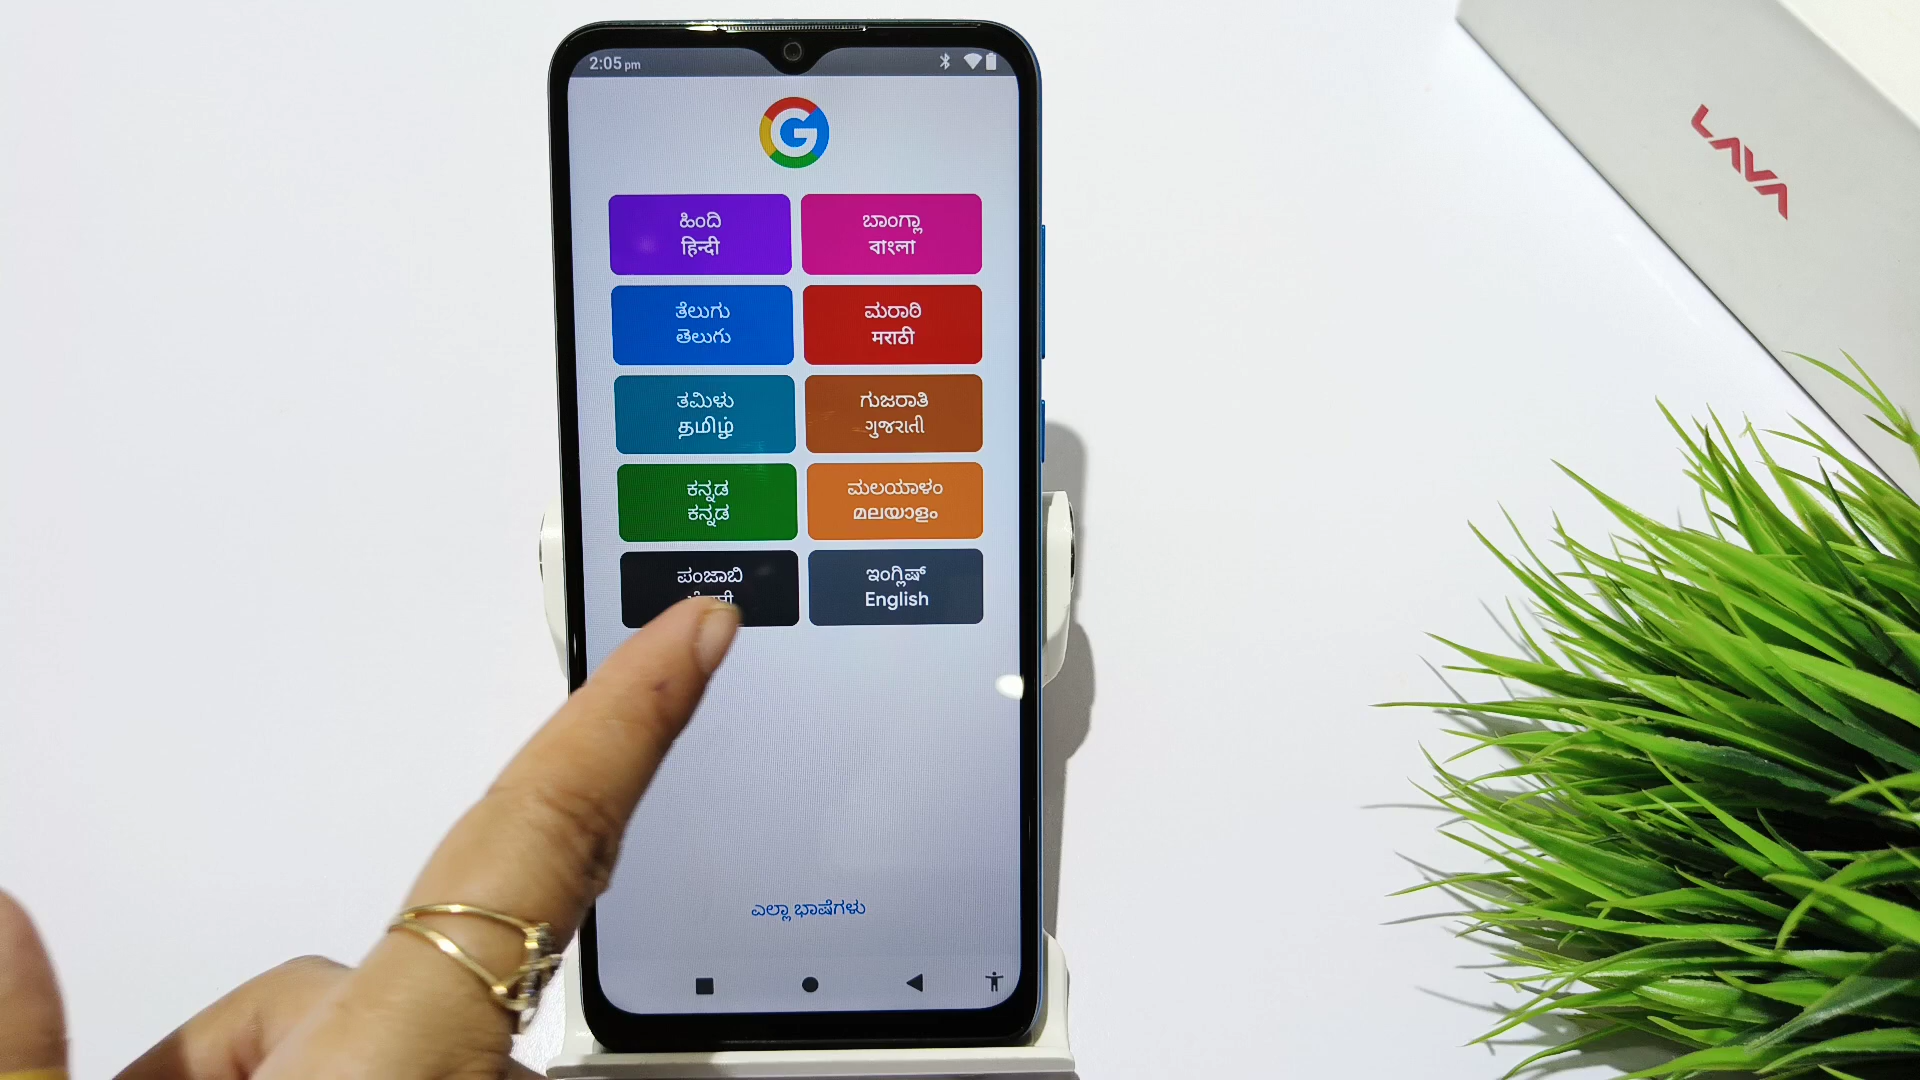 2:05 pm
LAVA
G
ಹಿಂದಿ
हिन्दी
ಬಾಂಗ್ಲಾ
বাংলা
ತೆಲುಗು
తెలుగు
ಮರಾಠಿ
मराठी
ತಮಿಳು
தமிழ்
ಗುಜರಾತಿ
ગુજરાતી
ಕನ್ನಡ
ಕನ್ನಡ
ಮಲಯಾಳಂ
മലയാളം
ಪಂಜಾಬಿ
ಇಂಗ್ಲಿಷ್
English
ಎಲ್ಲಾ ಭಾಷೆಗಳು